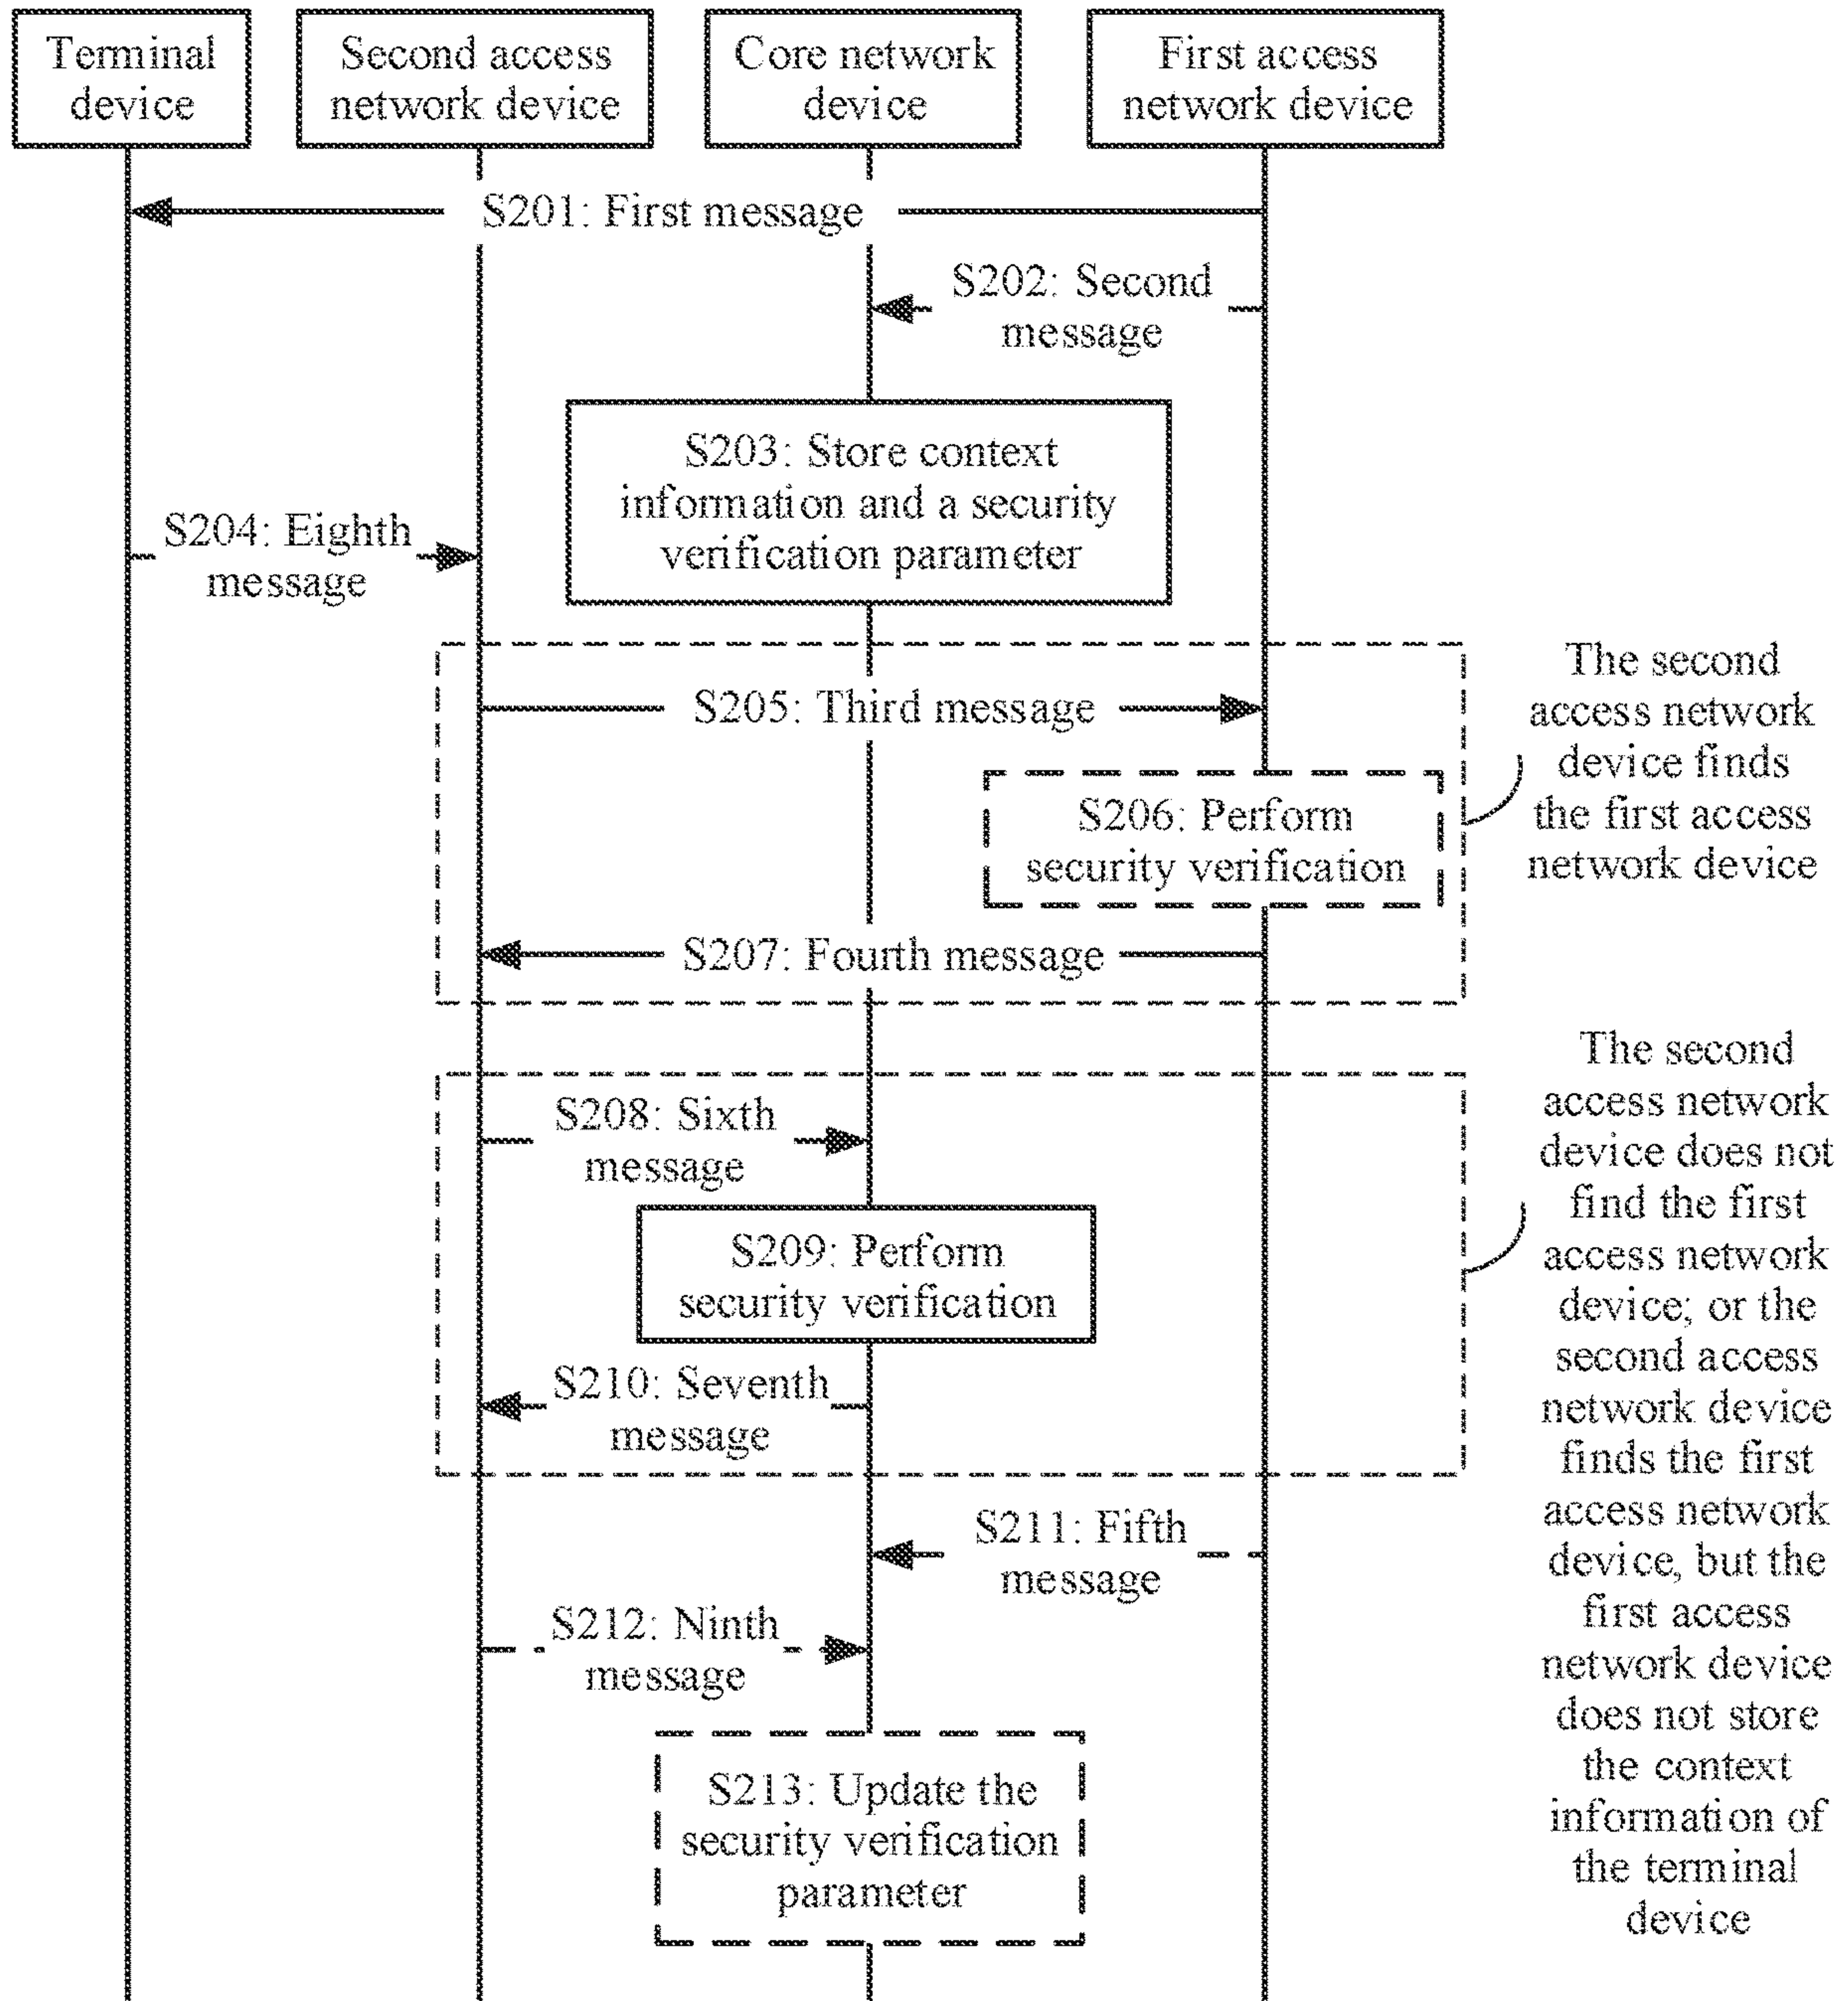 Terminal
device
Second access
network device
Core network
device
First access
network device
S201: First message
S202: Second
message
S203: Store context
information and a security
verification parameter
S204: Eighth
message
S205: Third message
S206: Perform
security verification
S207: Fourth message
The second
access network
device finds
the first access
network device
S208: Sixth
message
S209: Perform
security verification
S210: Seventh
message
The second
access network
device does not
find the first
access network
device; or the
second access
network device
finds the first
access network
device, but the
first access
network device
does not store
the context
information of
the terminal
device
S211: Fifth
message
S212: Ninth
message
S213: Update the
security verification
parameter